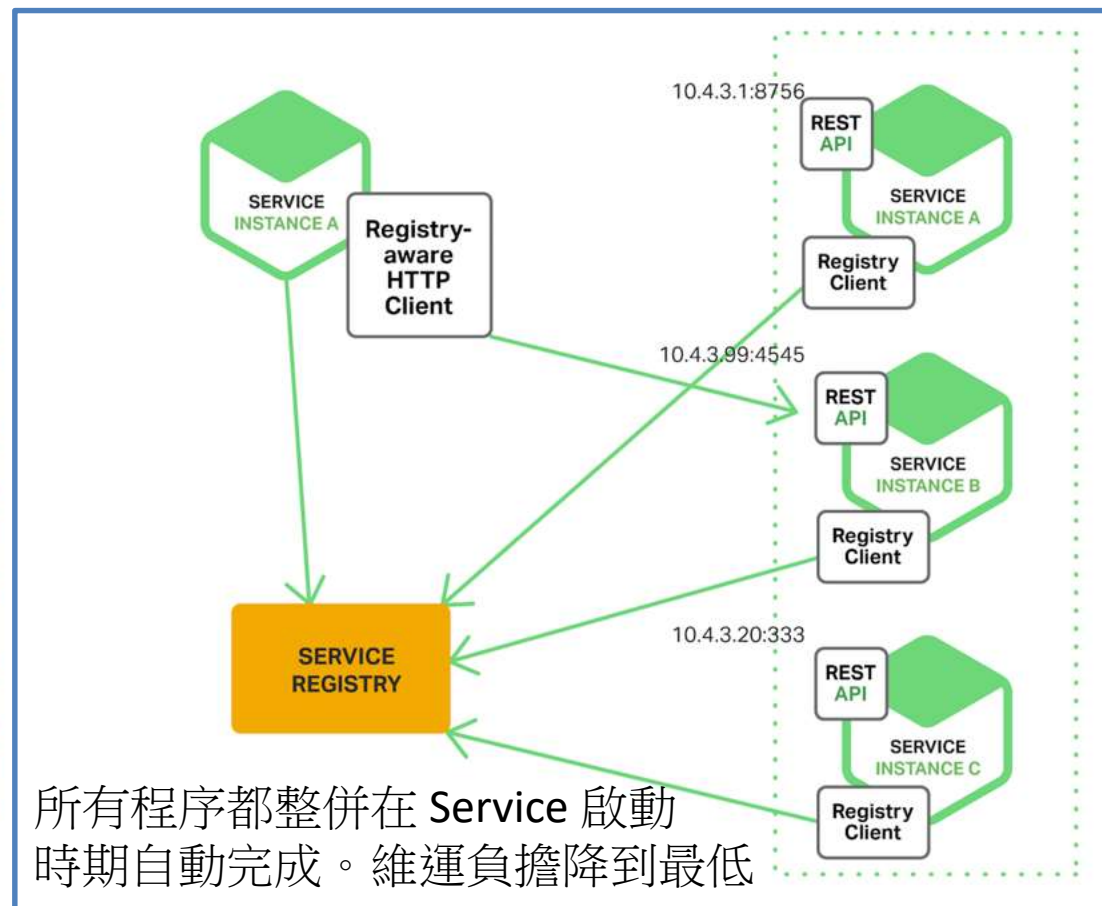 10.4.3.1:8756
REST
API
SERVICE
INSTANCE A
Registry
Client
SERVICE
INSTANCE A
Registry-
aware
HTTP
Client
10.4.3.99:4545
REST
API
SERVICE
INSTANCE B
Registry
Client
10.4.3.20:333
REST
API
SERVICE
INSTANCE C
Registry
Client
SERVICE
REGISTRY
所有程序都整併在 Service 啟動
時期自動完成。維運負擔降到最低